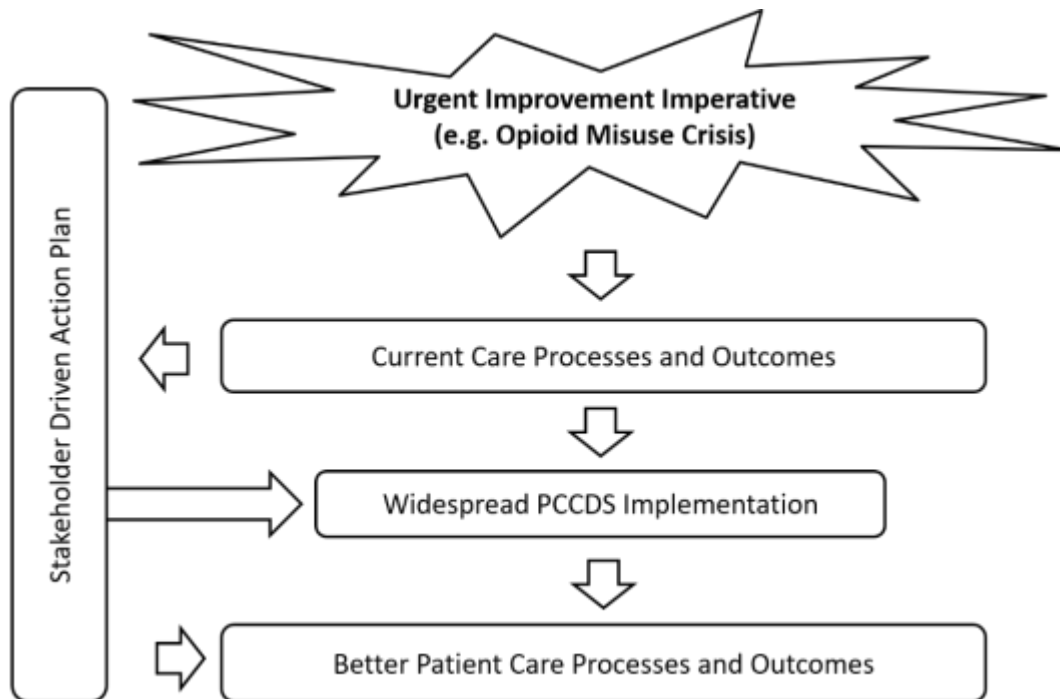 Urgent Improvement Imperative
(e.g. Opioid Misuse Crisis)
Stakeholder Driven Action Plan
Current Care Processes and Outcomes
Widespread PCCDS Implementation
Better Patient Care Processes and Outcomes